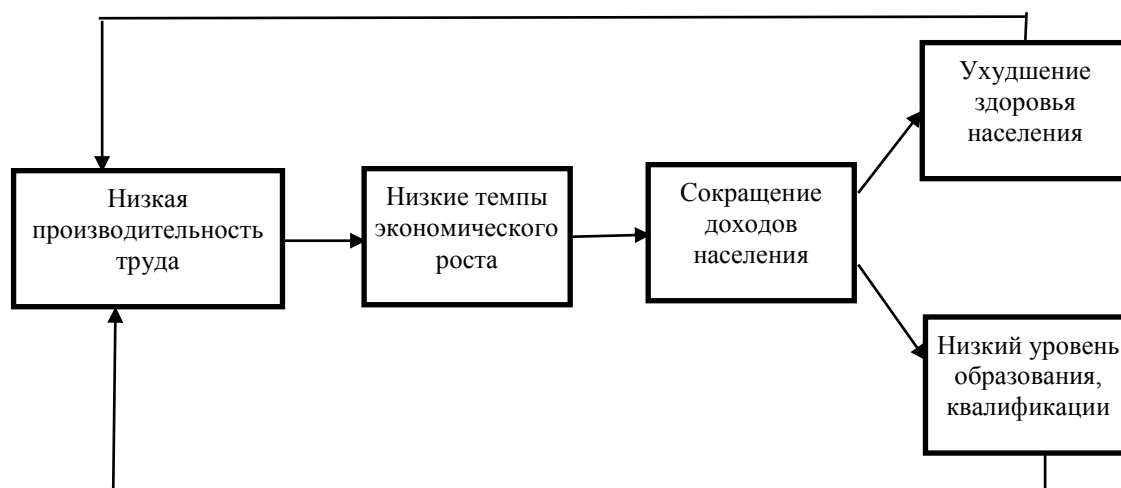 Низкая
производительность
труда
Низкие темпы
экономического
роста
Сокращение
доходов
населения
Ухудшение
здоровья
населения
Низкий уровень
образования,
квалификации